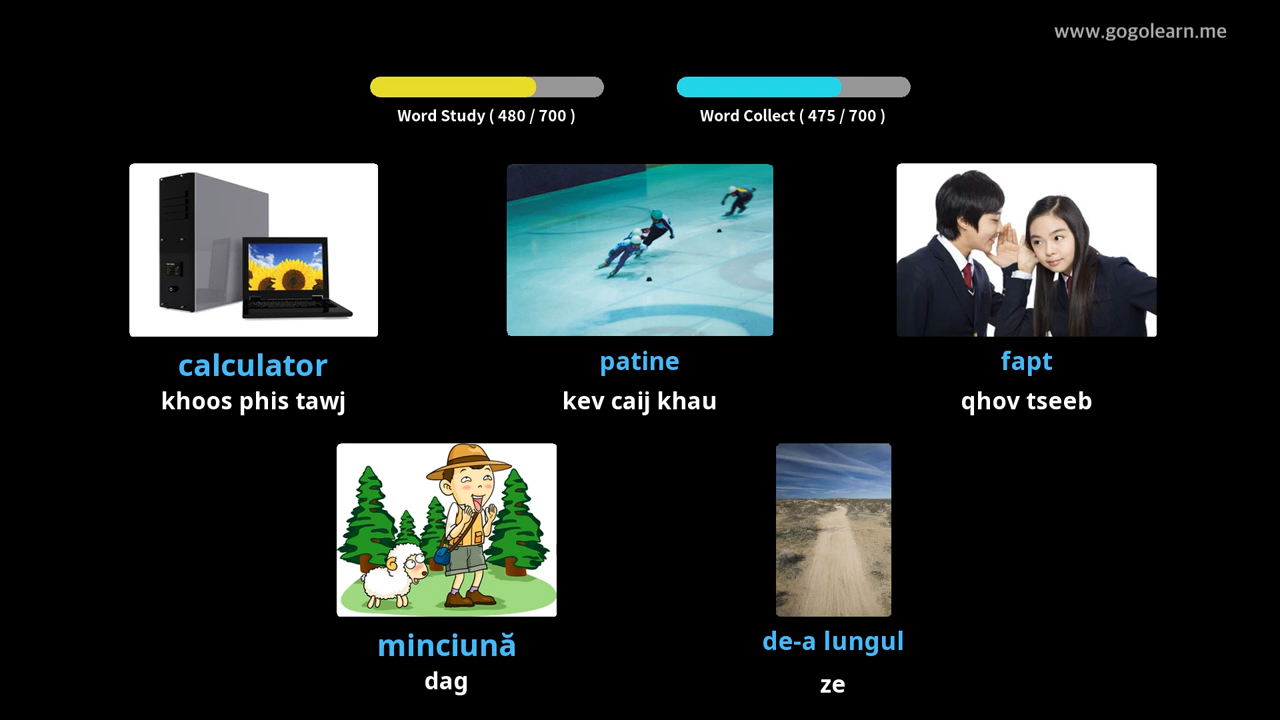 www.gogolearn.me
Word Study ( 480 / 700 )
Word Collect ( 475 / 700 )
calculator
khoos phis tawj
patine
kev caij khau
fapt
qhov tseeb
minciună
dag
de-a lungul
ze